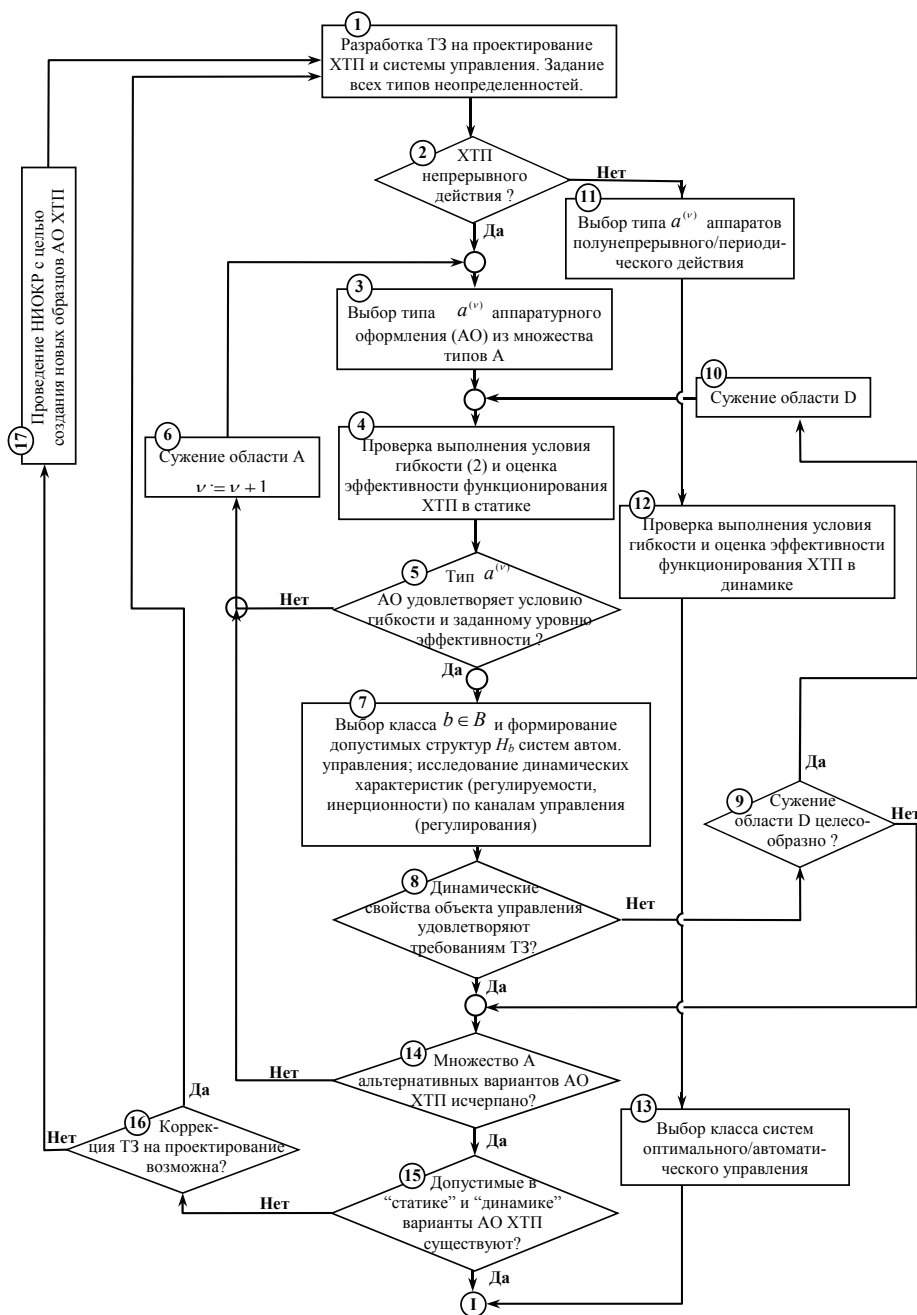 1
Разработка ТЗ на проектирование
ХТП и системы управления. Задание
всех типов неопределенностей.
2
ХТП
непрерывного
действия ?
Нет
Да
11
Выбор типа a^(ν) аппаратов
полунепрерывного/периоди-
ческого действия
3
Выбор типа a^(ν) аппаратурного
оформления (АО) из множества
типов А
10
Сужение области D
17
Проведение НИОКР с целью
создания новых образцов АО ХТП
6
Сужение области А
ν := ν + 1
4
Проверка выполнения условия
гибкости (2) и оценка
эффективности функционирования
ХТП в статике
12
Проверка выполнения условия
гибкости и оценка эффективности
функционирования ХТП в
динамике
5
Тип a^(ν)
АО удовлетворяет условию
гибкости и заданному уровню
эффективности ?
Нет
Да
7
Выбор класса b ∈ B и формирование
допустимых структур H_b систем автом.
управления; исследование динамических
характеристик (регулируемости,
инерционности) по каналам управления
(регулирования)
9
Сужение
области D целесо-
образно ?
Да
Нет
8
Динамические
свойства объекта управления
удовлетворяют
требованиям ТЗ?
Нет
Да
14
Множество А
альтернативных вариантов АО
ХТП исчерпано?
Нет
Да
13
Выбор класса систем
оптимального/автомати-
ческого управления
16
Коррек-
ция ТЗ на проектирование
возможна?
Да
Нет
15
Допустимые в
“статике” и “динамике”
варианты АО ХТП
существуют?
Нет
Да
I